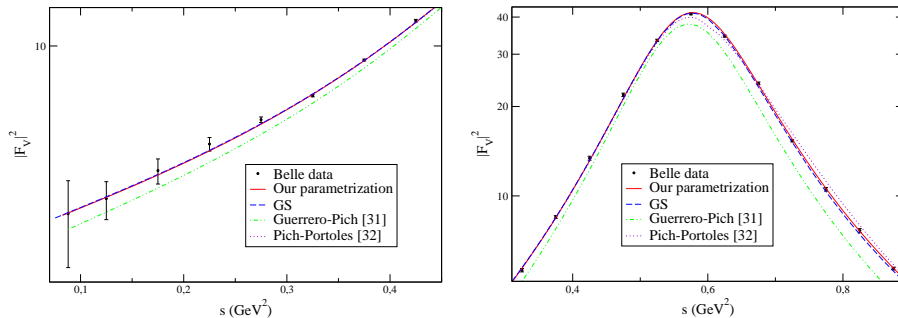 |F_V|^2
10
Belle data
Our parametrization
GS
Guerrero-Pich [31]
Pich-Portoles [32]
0,1
0,2
0,3
0,4
s (GeV^2)
|F_V|^2
40
30
20
10
Belle data
Our parametrization
GS
Guerrero-Pich [31]
Pich-Portoles [32]
0,4
0,6
0,8
s (GeV^2)